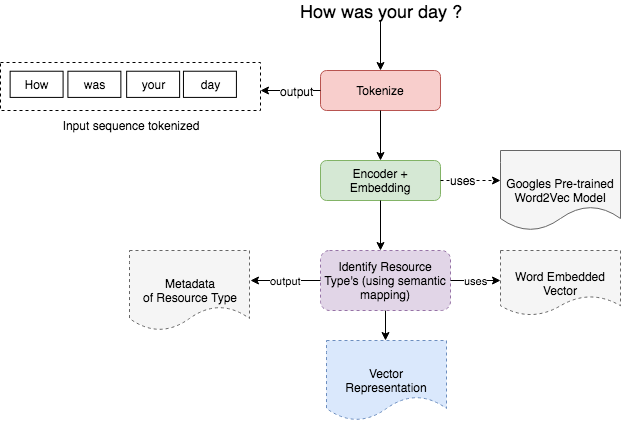 How was your day ?
How was your day
output
Tokenize
Input sequence tokenized
Encoder +
Embedding
uses
Googles Pre-trained
Word2Vec Model
Metadata
of Resource Type
output
Identify Resource
Type's (using semantic
mapping)
uses
Word Embedded
Vector
Vector
Representation